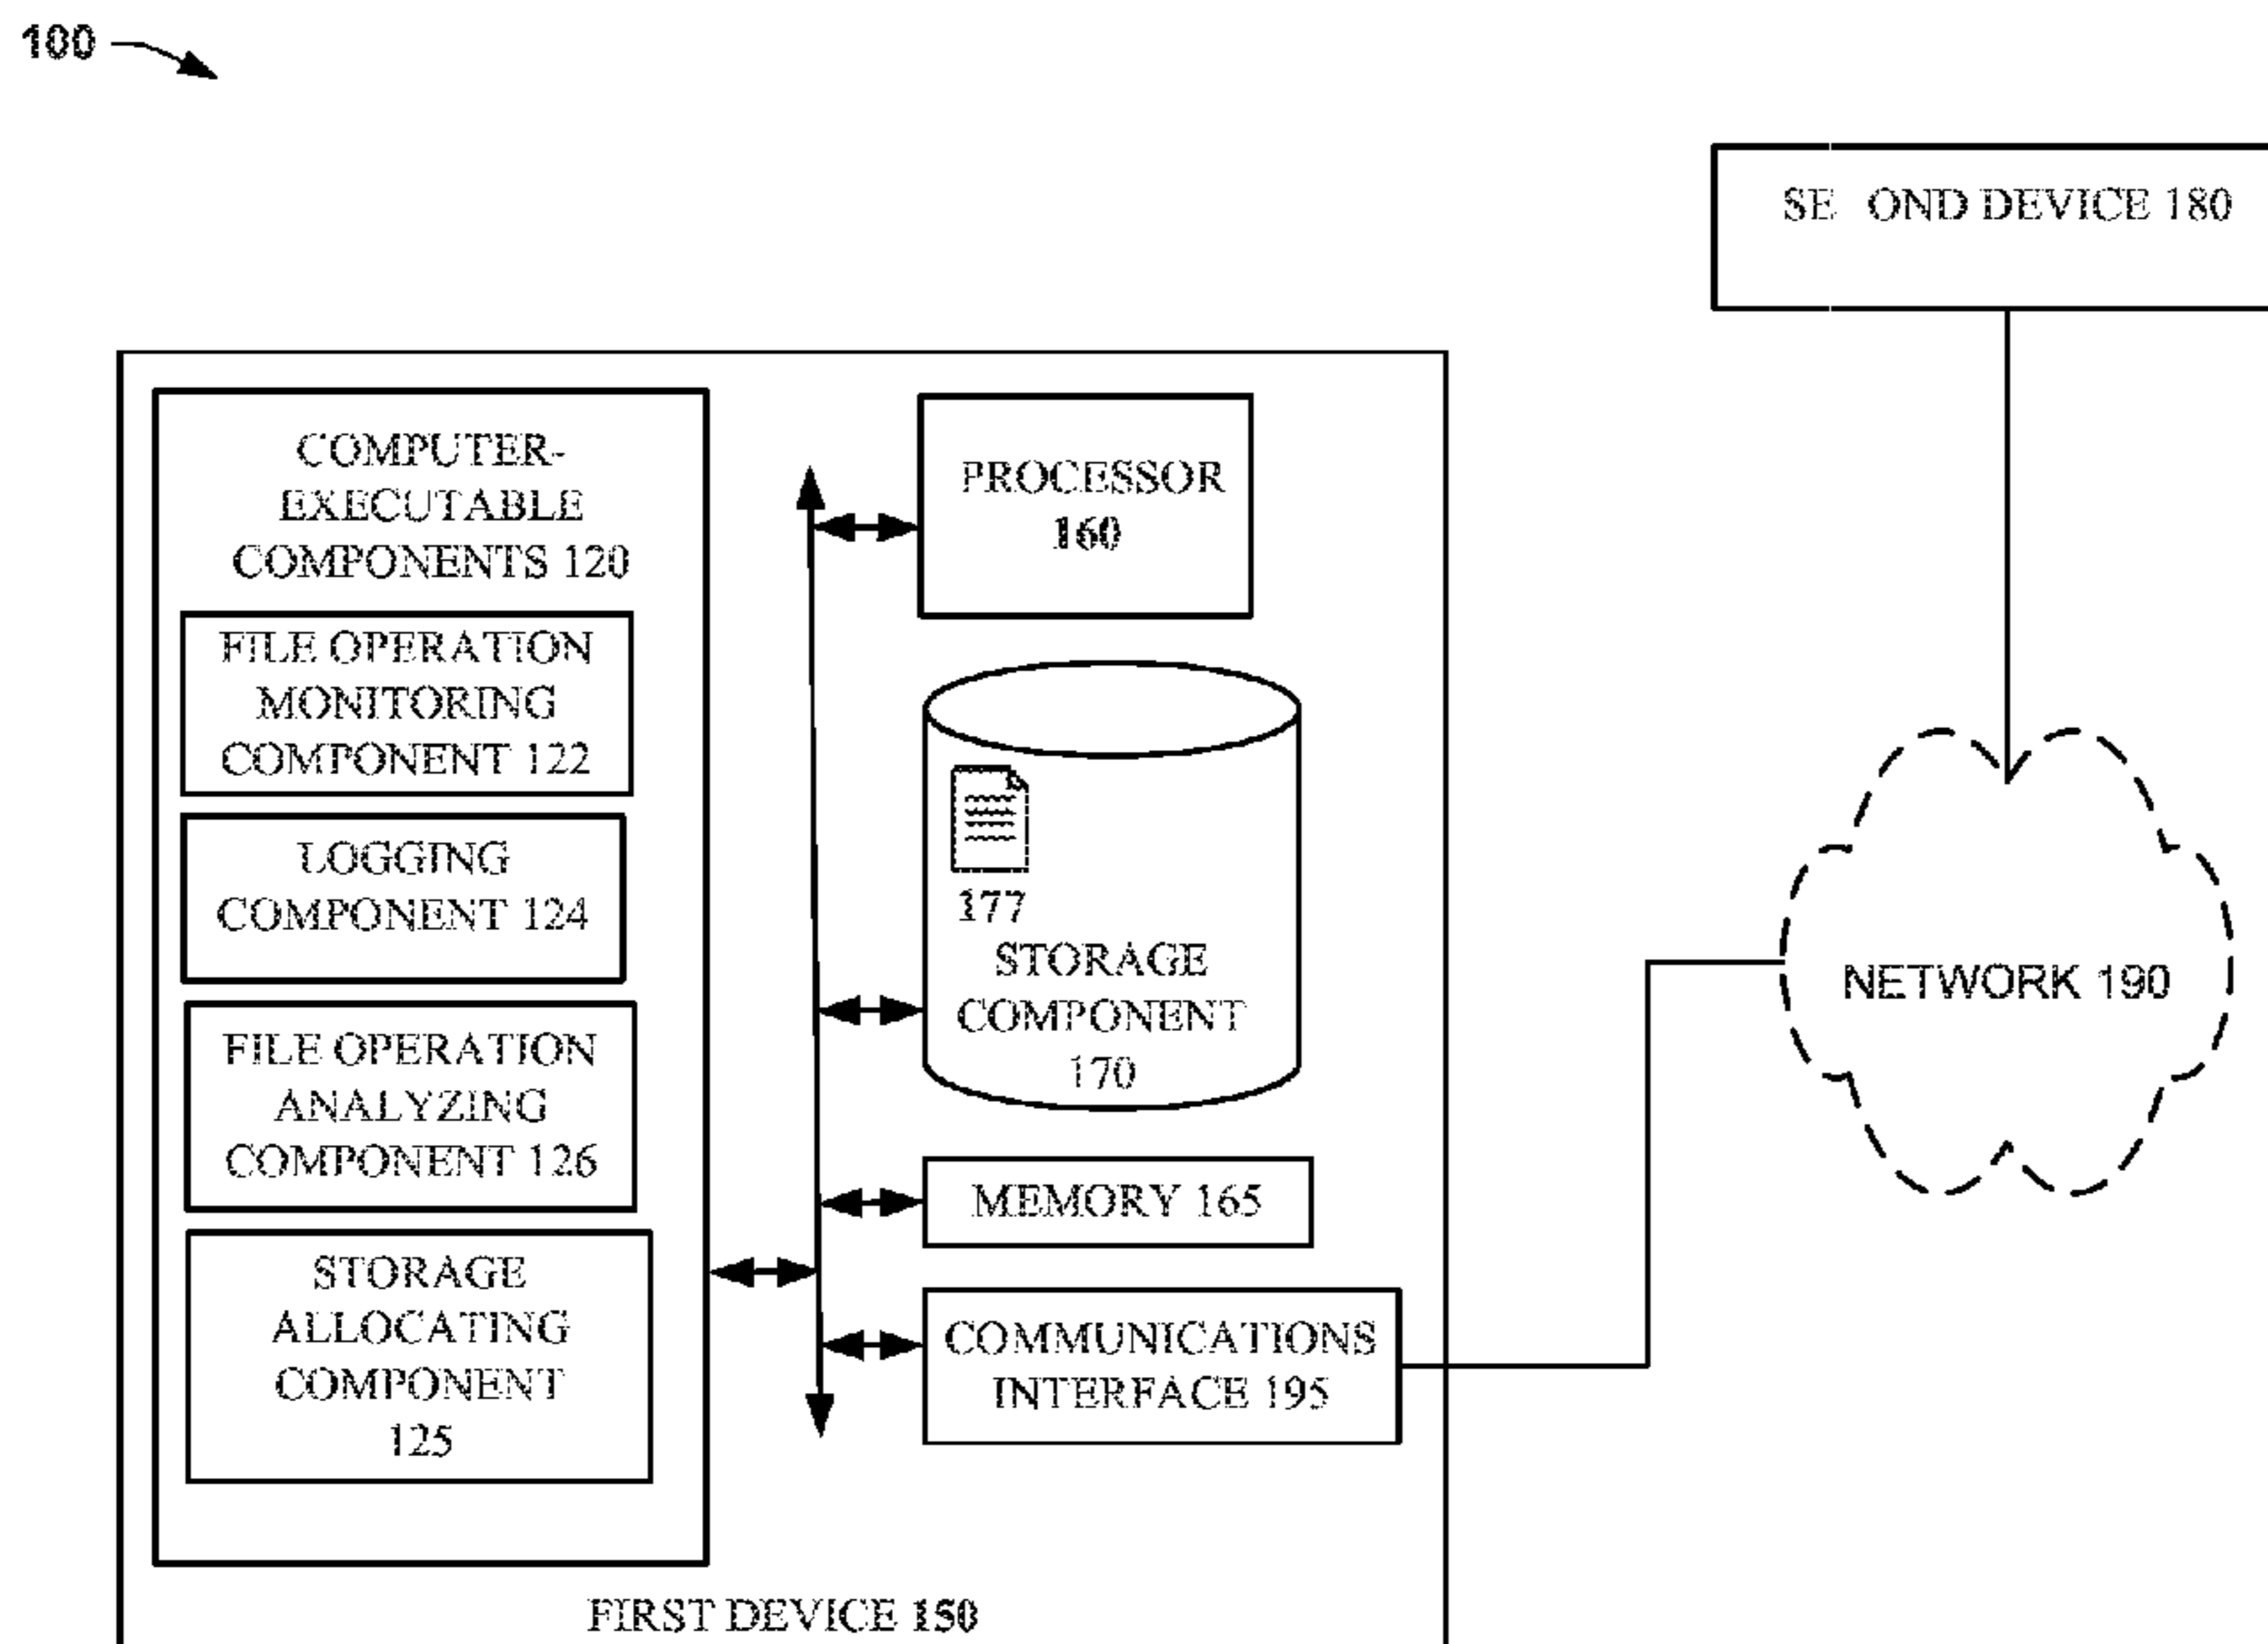 100
SE OND DEVICE 180
COMPUTER-
EXECUTABLE
COMPONENTS 120
FILE OPERATION
MONITORING
COMPONENT 122
LOGGING
COMPONENT 124
FILE OPERATION
ANALYZING
COMPONENT 126
STORAGE
ALLOCATING
COMPONENT
125
PROCESSOR
160
177
STORAGE
COMPONENT
170
MEMORY 165
COMMUNICATIONS
INTERFACE 195
NETWORK 190
FIRST DEVICE 150